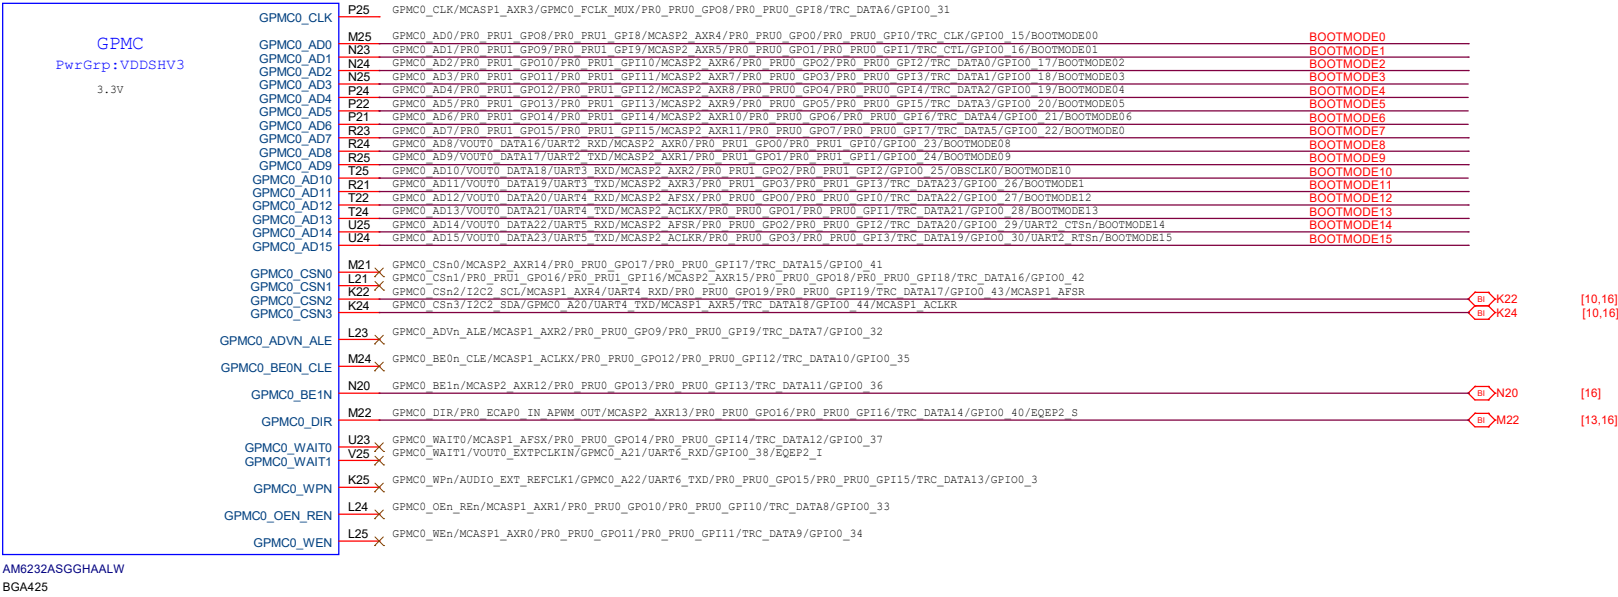 GPMC
PwrGrp:VDDSHV3
3.3V
GPMC0_CLK P25 GPMC0_CLK/MCASP1_AXR3/GPMC0_FCLK_MUX/PR0_PRU0_GPO8/PR0_PRU0_GPI8/TRC_DATA6/GPIO0_31
GPMC0_AD0 M25 GPMC0_AD0/PR0_PRU1_GPO8/PR0_PRU1_GPI8/MCASP2_AXR4/PR0_PRU0_GPO0/PR0_PRU0_GPI0/TRC_CLK/GPIO0_15/BOOTMODE00 BOOTMODE0
GPMC0_AD1 N23 GPMC0_AD1/PR0_PRU1_GPO9/PR0_PRU1_GPI9/MCASP2_AXR5/PR0_PRU0_GPO1/PR0_PRU0_GPI1/TRC_CTL/GPIO0_16/BOOTMODE01 BOOTMODE1
GPMC0_AD2 N24 GPMC0_AD2/PR0_PRU1_GPO10/PR0_PRU1_GPI10/MCASP2_AXR6/PR0_PRU0_GPO2/PR0_PRU0_GPI2/TRC_DATA0/GPIO0_17/BOOTMODE02 BOOTMODE2
GPMC0_AD3 N25 GPMC0_AD3/PR0_PRU1_GPO11/PR0_PRU1_GPI11/MCASP2_AXR7/PR0_PRU0_GPO3/PR0_PRU0_GPI3/TRC_DATA1/GPIO0_18/BOOTMODE03 BOOTMODE3
GPMC0_AD4 P24 GPMC0_AD4/PR0_PRU1_GPO12/PR0_PRU1_GPI12/MCASP2_AXR8/PR0_PRU0_GPO4/PR0_PRU0_GPI4/TRC_DATA2/GPIO0_19/BOOTMODE04 BOOTMODE4
GPMC0_AD5 P22 GPMC0_AD5/PR0_PRU1_GPO13/PR0_PRU1_GPI13/MCASP2_AXR9/PR0_PRU0_GPO5/PR0_PRU0_GPI5/TRC_DATA3/GPIO0_20/BOOTMODE05 BOOTMODE5
GPMC0_AD6 P21 GPMC0_AD6/PR0_PRU1_GPO14/PR0_PRU1_GPI14/MCASP2_AXR10/PR0_PRU0_GPO6/PR0_PRU0_GPI6/TRC_DATA4/GPIO0_21/BOOTMODE06 BOOTMODE6
GPMC0_AD7 R23 GPMC0_AD7/PR0_PRU1_GPO15/PR0_PRU1_GPI15/MCASP2_AXR11/PR0_PRU0_GPO7/PR0_PRU0_GPI7/TRC_DATA5/GPIO0_22/BOOTMODE0 BOOTMODE7
GPMC0_AD8 R24 GPMC0_AD8/VOUT0_DATA16/UART2_RXD/MCASP2_AXR0/PR0_PRU1_GPO0/PR0_PRU1_GPI0/GPIO0_23/BOOTMODE08 BOOTMODE8
GPMC0_AD9 R25 GPMC0_AD9/VOUT0_DATA17/UART2_TXD/MCASP2_AXR1/PR0_PRU1_GPO1/PR0_PRU1_GPI1/GPIO0_24/BOOTMODE09 BOOTMODE9
GPMC0_AD10 T25 GPMC0_AD10/VOUT0_DATA18/UART3_RXD/MCASP2_AXR2/PR0_PRU1_GPO2/PR0_PRU1_GPI2/GPIO0_25/OBSCLK0/BOOTMODE10 BOOTMODE10
GPMC0_AD11 R21 GPMC0_AD11/VOUT0_DATA19/UART3_TXD/MCASP2_AXR3/PR0_PRU1_GPO3/PR0_PRU1_GPI3/TRC_DATA23/GPIO0_26/BOOTMODE1 BOOTMODE11
GPMC0_AD12 T22 GPMC0_AD12/VOUT0_DATA20/UART4_RXD/MCASP2_AFSX/PR0_PRU0_GPO0/PR0_PRU0_GPI0/TRC_DATA22/GPIO0_27/BOOTMODE12 BOOTMODE12
GPMC0_AD13 T24 GPMC0_AD13/VOUT0_DATA21/UART4_TXD/MCASP2_ACLKX/PR0_PRU0_GPO1/PR0_PRU0_GPI1/TRC_DATA21/GPIO0_28/BOOTMODE13 BOOTMODE13
GPMC0_AD14 U25 GPMC0_AD14/VOUT0_DATA22/UART5_RXD/MCASP2_AFSR/PR0_PRU0_GPO2/PR0_PRU0_GPI2/TRC_DATA20/GPIO0_29/UART2_CTSn/BOOTMODE14 BOOTMODE14
GPMC0_AD15 U24 GPMC0_AD15/VOUT0_DATA23/UART5_TXD/MCASP2_ACLKR/PR0_PRU0_GPO3/PR0_PRU0_GPI3/TRC_DATA19/GPIO0_30/UART2_RTSn/BOOTMODE15 BOOTMODE15
GPMC0_CSN0 M21 GPMC0_CSn0/MCASP2_AXR14/PR0_PRU0_GPO17/PR0_PRU0_GPI17/TRC_DATA15/GPIO0_41
GPMC0_CSN1 L21 GPMC0_CSn1/PR0_PRU1_GPO16/PR0_PRU1_GPI16/MCASP2_AXR15/PR0_PRU0_GPO18/PR0_PRU0_GPI18/TRC_DATA16/GPIO0_42
GPMC0_CSN2 K22 GPMC0_CSn2/I2C2_SCL/MCASP1_AXR4/UART4_RXD/PR0_PRU0_GPO19/PR0_PRU0_GPI19/TRC_DATA17/GPIO0_43/MCASP1_AFSR BI K22 [10,16]
GPMC0_CSN3 K24 GPMC0_CSn3/I2C2_SDA/GPMC0_A20/UART4_TXD/MCASP1_AXR5/TRC_DATA18/GPIO0_44/MCASP1_ACLKR BI K24 [10,16]
GPMC0_ADVN_ALE L23 GPMC0_ADVn_ALE/MCASP1_AXR2/PR0_PRU0_GPO9/PR0_PRU0_GPI9/TRC_DATA7/GPIO0_32
GPMC0_BE0N_CLE M24 GPMC0_BE0n_CLE/MCASP1_ACLKX/PR0_PRU0_GPO12/PR0_PRU0_GPI12/TRC_DATA10/GPIO0_35
GPMC0_BE1N N20 GPMC0_BE1n/MCASP2_AXR12/PR0_PRU0_GPO13/PR0_PRU0_GPI13/TRC_DATA11/GPIO0_36 BI N20 [16]
GPMC0_DIR M22 GPMC0_DIR/PR0_ECAP0_IN_APWM_OUT/MCASP2_AXR13/PR0_PRU0_GPO16/PR0_PRU0_GPI16/TRC_DATA14/GPIO0_40/EQEP2_S BI M22 [13,16]
GPMC0_WAIT0 U23 GPMC0_WAIT0/MCASP1_AFSX/PR0_PRU0_GPO14/PR0_PRU0_GPI14/TRC_DATA12/GPIO0_37
GPMC0_WAIT1 V25 GPMC0_WAIT1/VOUT0_EXTPCLKIN/GPMC0_A21/UART6_RXD/GPIO0_38/EQEP2_I
GPMC0_WPN K25 GPMC0_WPn/AUDIO_EXT_REFCLK1/GPMC0_A22/UART6_TXD/PR0_PRU0_GPO15/PR0_PRU0_GPI15/TRC_DATA13/GPIO0_3
GPMC0_OEN_REN L24 GPMC0_OEn_REn/MCASP1_AXR1/PR0_PRU0_GPO10/PR0_PRU0_GPI10/TRC_DATA8/GPIO0_33
GPMC0_WEN L25 GPMC0_WEn/MCASP1_AXR0/PR0_PRU0_GPO11/PR0_PRU0_GPI11/TRC_DATA9/GPIO0_34
AM6232ASGGHAALW
BGA425